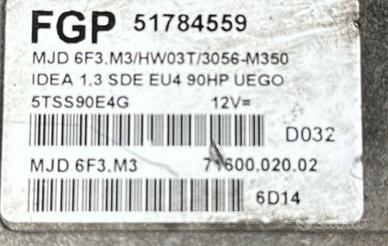 FGP 51784559
MJD 6F3.M3/HW03T/3056-M350
IDEA 1,3 SDE EU4 90HP UEGO
5TSS90E4G 12V=
D032
MJD 6F3.M3 71600.020.02
6D14